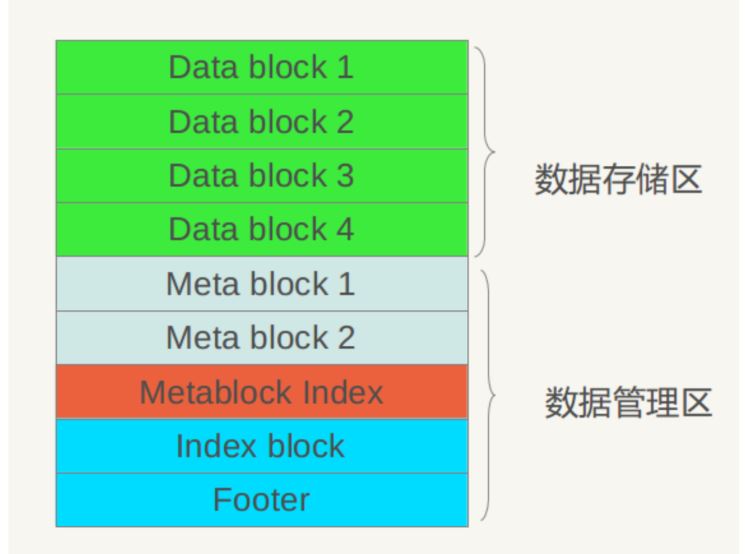 Data block 1
Data block 2
Data block 3
Data block 4
数据存储区
Meta block 1
Meta block 2
Metablock Index
Index block
Footer
数据管理区